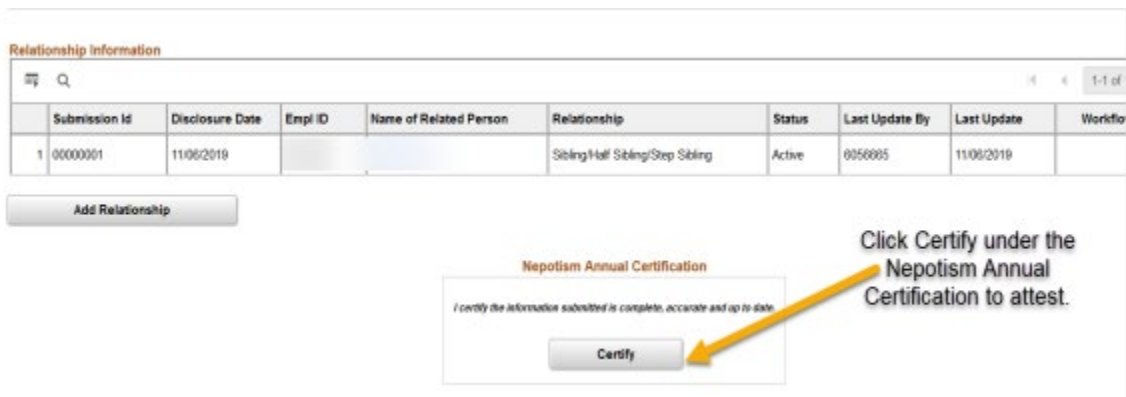 Relationship Information
1-1 of
Submission Id Disclosure Date Empl ID Name of Related Person Relationship Status Last Update By Last Update Workflo
1 00000001 11/06/2019 Sibling/Half Sibling/Step Sibling Active 6056665 11/06/2019
Add Relationship
Click Certify under the
Nepotism Annual
Certification to attest.
Nepotism Annual Certification
I certify the information submitted is complete, accurate and up to date.
Certify